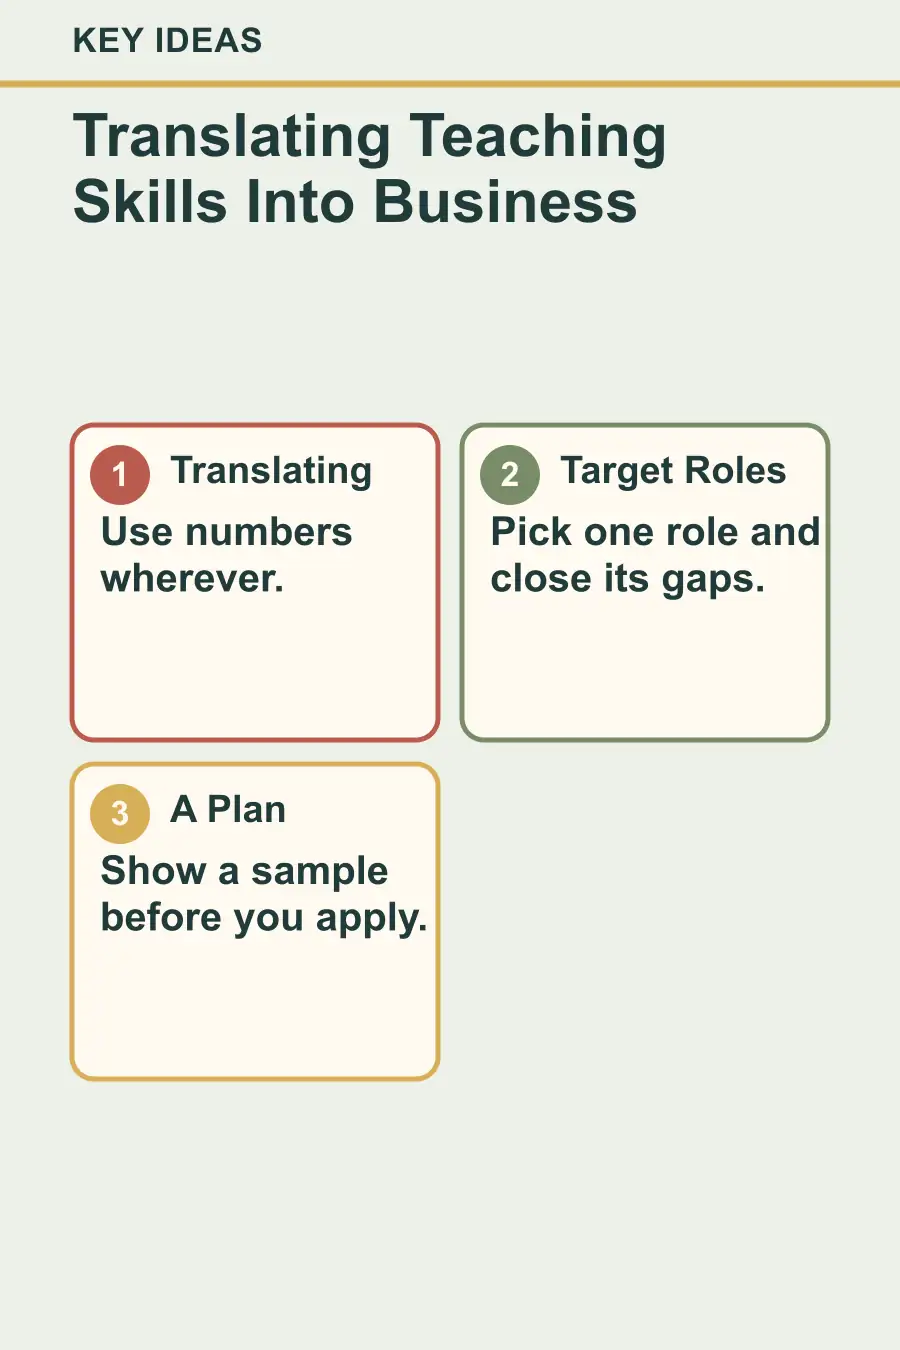 KEY IDEAS
Translating Teaching
Skills Into Business
1 Translating
Use numbers
wherever.
2 Target Roles
Pick one role and
close its gaps.
3 A Plan
Show a sample
before you apply.